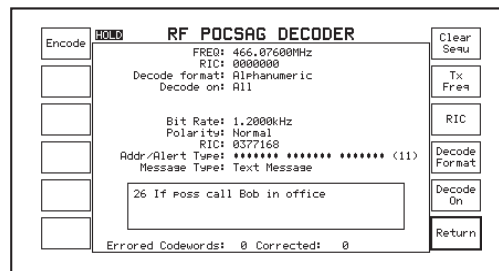 HOLD RF POCSAG DECODER
Encode
FREQ: 466.07600MHz
RIC: 0000000
Decode format: Alphanumeric
Decode on: All
Bit Rate: 1.2000kHz
Polarity: Normal
RIC: 0377168
Addr/Alert Type: ♦♦♦♦♦♦ ♦♦♦♦♦♦♦ ♦♦♦♦♦♦♦ (11)
Message Type: Text Message
26 If poss call Bob in office
Errored Codewords: 0 Corrected: 0
Clear
Sequ
Tx
Freq
RIC
Decode
Format
Decode
On
Return